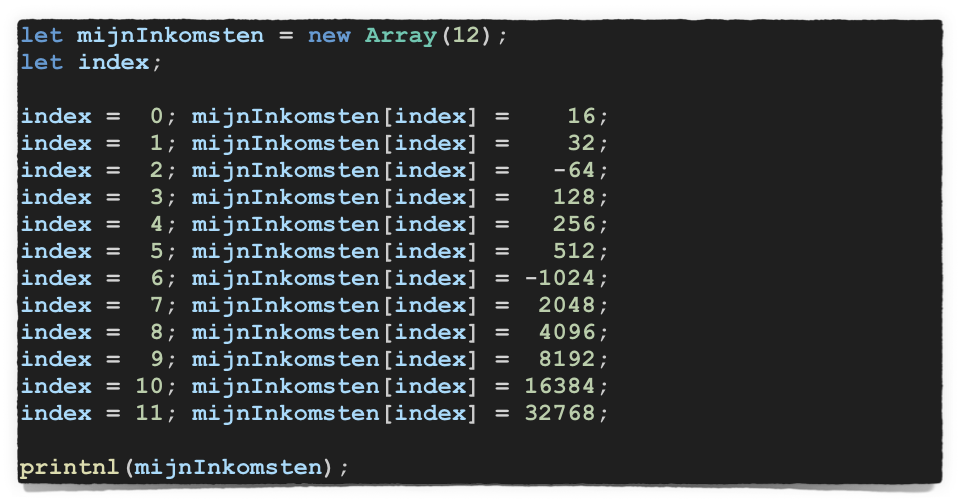 let mijnInkomsten = new Array(12);
let index;

index =  0; mijnInkomsten[index] =    16;
index =  1; mijnInkomsten[index] =    32;
index =  2; mijnInkomsten[index] =   -64;
index =  3; mijnInkomsten[index] =   128;
index =  4; mijnInkomsten[index] =   256;
index =  5; mijnInkomsten[index] =   512;
index =  6; mijnInkomsten[index] = -1024;
index =  7; mijnInkomsten[index] =  2048;
index =  8; mijnInkomsten[index] =  4096;
index =  9; mijnInkomsten[index] =  8192;
index = 10; mijnInkomsten[index] = 16384;
index = 11; mijnInkomsten[index] = 32768;

printnl(mijnInkomsten);